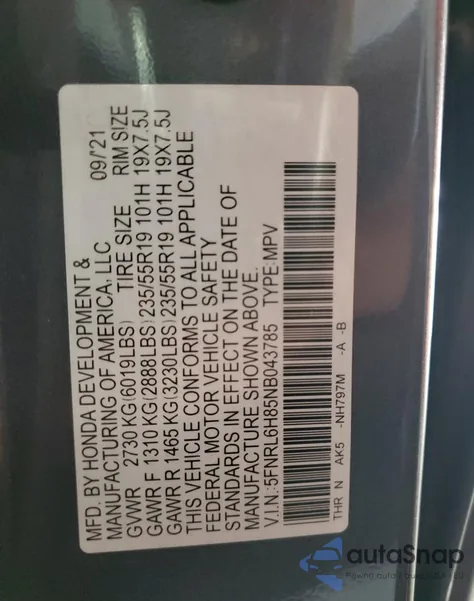 MFD. BY HONDA DEVELOPMENT &
MANUFACTURING OF AMERICA, LLC 09/'21
GVWR 2730 KG(6019LBS) TIRE SIZE RIM SIZE
GAWR F 1310 KG(2888LBS) 235/55R19 101H 19X7.5J
GAWR R 1465 KG(3230LBS) 235/55R19 101H 19X7.5J
THIS VEHICLE CONFORMS TO ALL APPLICABLE
FEDERAL MOTOR VEHICLE SAFETY
STANDARDS IN EFFECT ON THE DATE OF
MANUFACTURE SHOWN ABOVE.
V.I.N.:5FNRL6H85NB043785 TYPE:MPV
THR N AK5 -NH797M -A -B
autaSnap